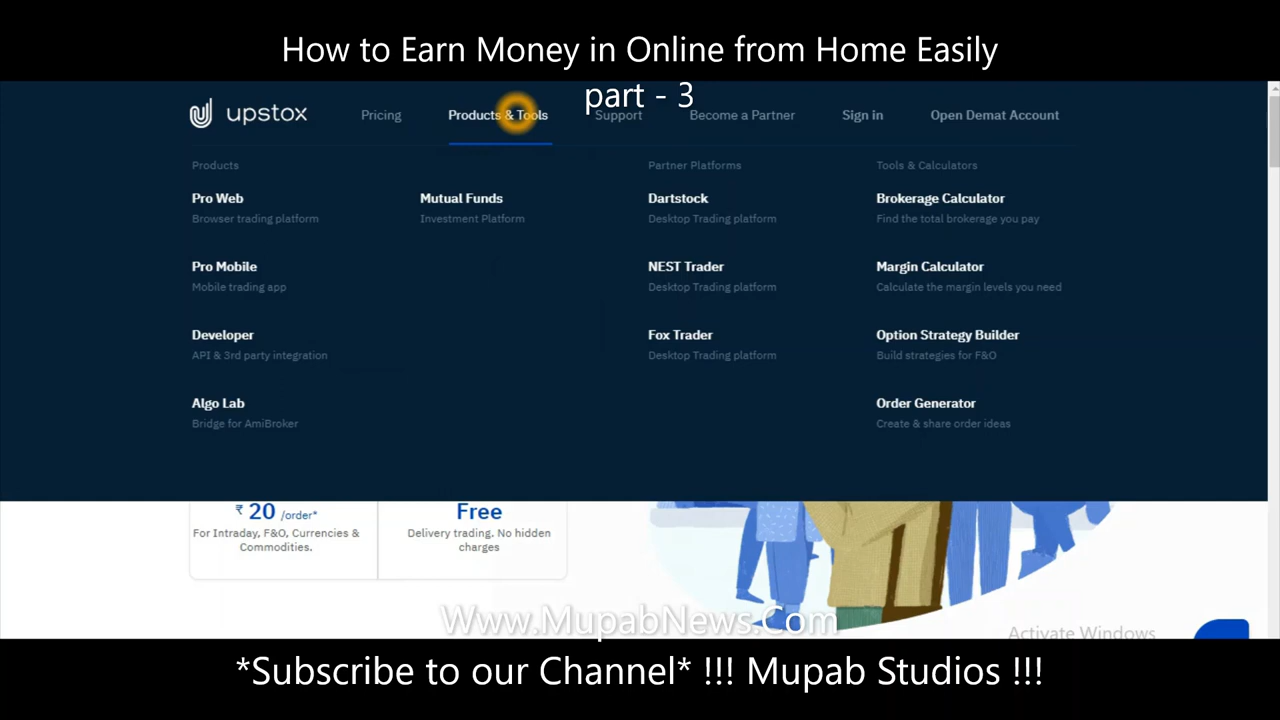 How to Earn Money in Online from Home Easily
part - 3
upstox
Pricing
Products & Tools
Support
Become a Partner
Sign in
Open Demat Account
Products
Pro Web
Browser trading platform
Pro Mobile
Mobile trading app
Developer
API & 3rd party integration
Algo Lab
Bridge for AmiBroker
Mutual Funds
Investment Platform
Partner Platforms
Dartstock
Desktop Trading platform
NEST Trader
Desktop Trading platform
Fox Trader
Desktop Trading platform
Tools & Calculators
Brokerage Calculator
Find the total brokerage you pay
Margin Calculator
Calculate the margin levels you need
Option Strategy Builder
Build strategies for F&O
Order Generator
Create & share order ideas
₹ 20 /order*
For Intraday, F&O, Currencies &
Commodities.
Free
Delivery trading. No hidden
charges
Www.MupabNews.Com
Activate Windows
*Subscribe to our Channel* !!! Mupab Studios !!!